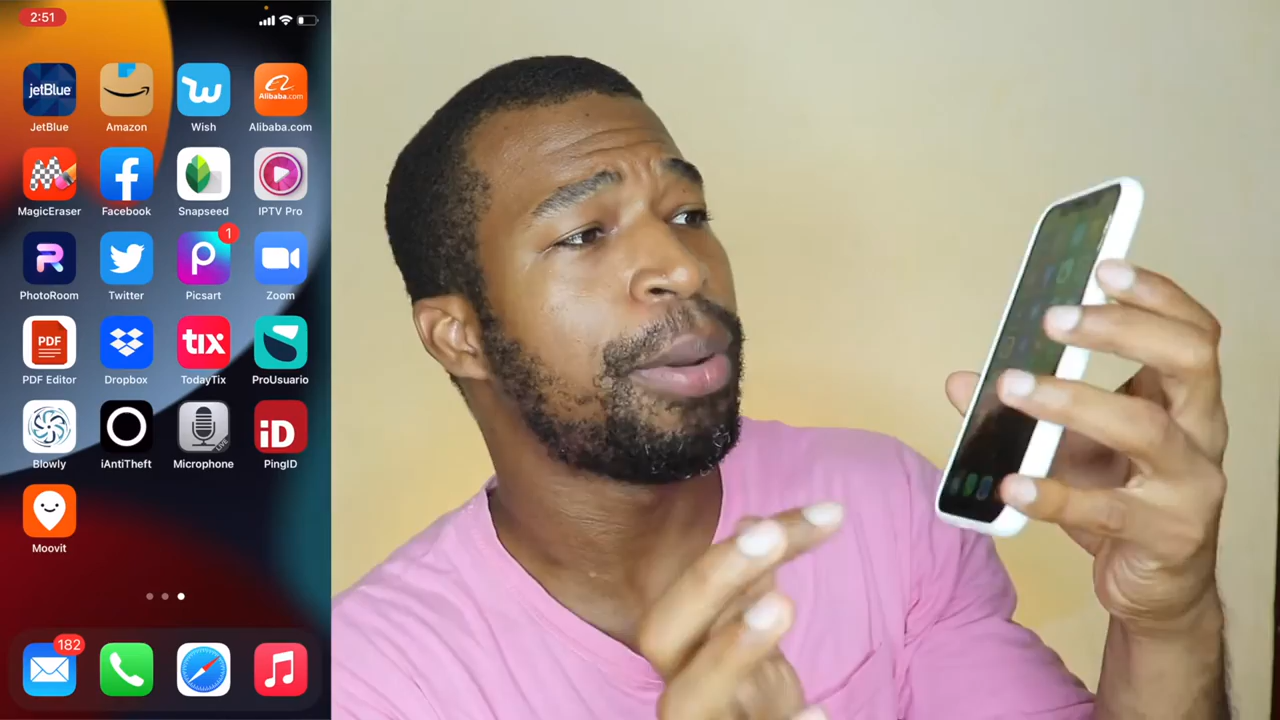 2:51
jetBlue
Alibaba.com
JetBlue
Amazon
Wish
Alibaba.com
MagicEraser
Facebook
Snapseed
IPTV Pro
1
PhotoRoom
Twitter
Picsart
Zoom
PDF
tix
PDF Editor
Dropbox
TodayTix
ProUsuario
LIVE
iD
Blowly
iAntiTheft
Microphone
PingID
Moovit
182